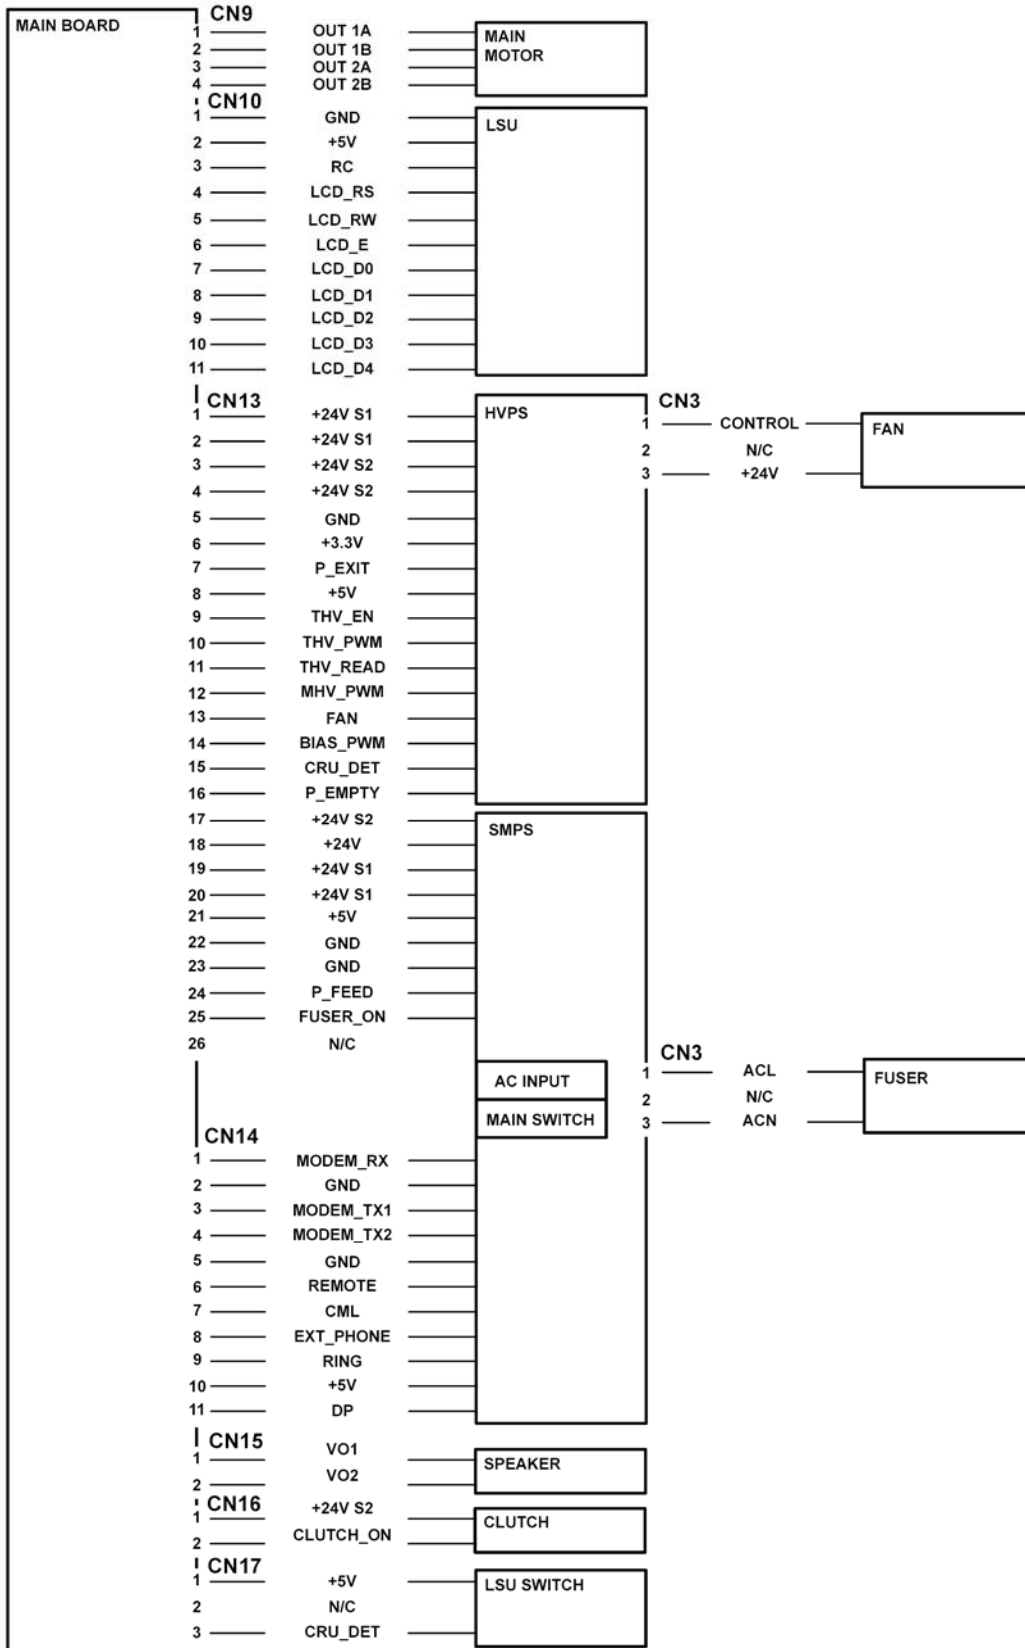 MAIN BOARD
CN9
1 OUT 1A MAIN
2 OUT 1B MOTOR
3 OUT 2A
4 OUT 2B
CN10
1 GND LSU
2 +5V
3 RC
4 LCD_RS
5 LCD_RW
6 LCD_E
7 LCD_D0
8 LCD_D1
9 LCD_D2
10 LCD_D3
11 LCD_D4
CN13 HVPS CN3
1 +24V S1 1 CONTROL FAN
2 +24V S1 2 N/C
3 +24V S2 3 +24V
4 +24V S2
5 GND
6 +3.3V
7 P_EXIT
8 +5V
9 THV_EN
10 THV_PWM
11 THV_READ
12 MHV_PWM
13 FAN
14 BIAS_PWM
15 CRU_DET
16 P_EMPTY
17 +24V S2 SMPS
18 +24V
19 +24V S1
20 +24V S1
21 +5V
22 GND
23 GND
24 P_FEED
25 FUSER_ON
26 N/C CN3
AC INPUT 1 ACL FUSER
2 N/C
MAIN SWITCH 3 ACN
CN14
1 MODEM_RX
2 GND
3 MODEM_TX1
4 MODEM_TX2
5 GND
6 REMOTE
7 CML
8 EXT_PHONE
9 RING
10 +5V
11 DP
CN15
1 VO1 SPEAKER
2 VO2
CN16
1 +24V S2 CLUTCH
2 CLUTCH_ON
CN17
1 +5V LSU SWITCH
2 N/C
3 CRU_DET